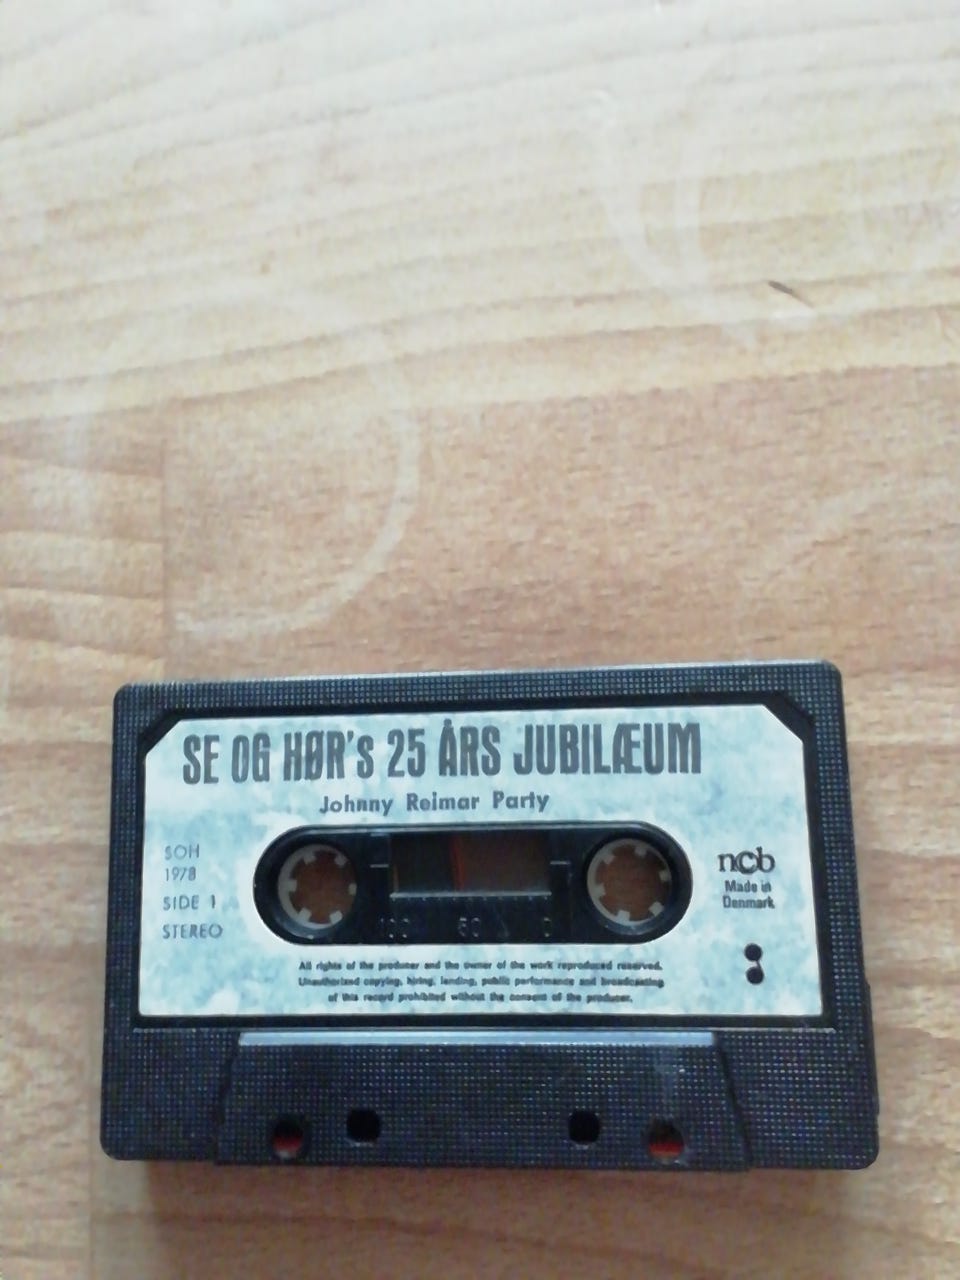 SE OG HØR's 25 ÅRS JUBILÆUM
Johnny Reimar Party
SOH
1978
SIDE 1
STEREO
ncb
Made in
Denmark
100 50 0
All rights of the producer and the owner of the work reproduced reserved.
Unauthorized copying, hiring, lending, public performance and broadcasting
of this record prohibited without the consent of the producer.